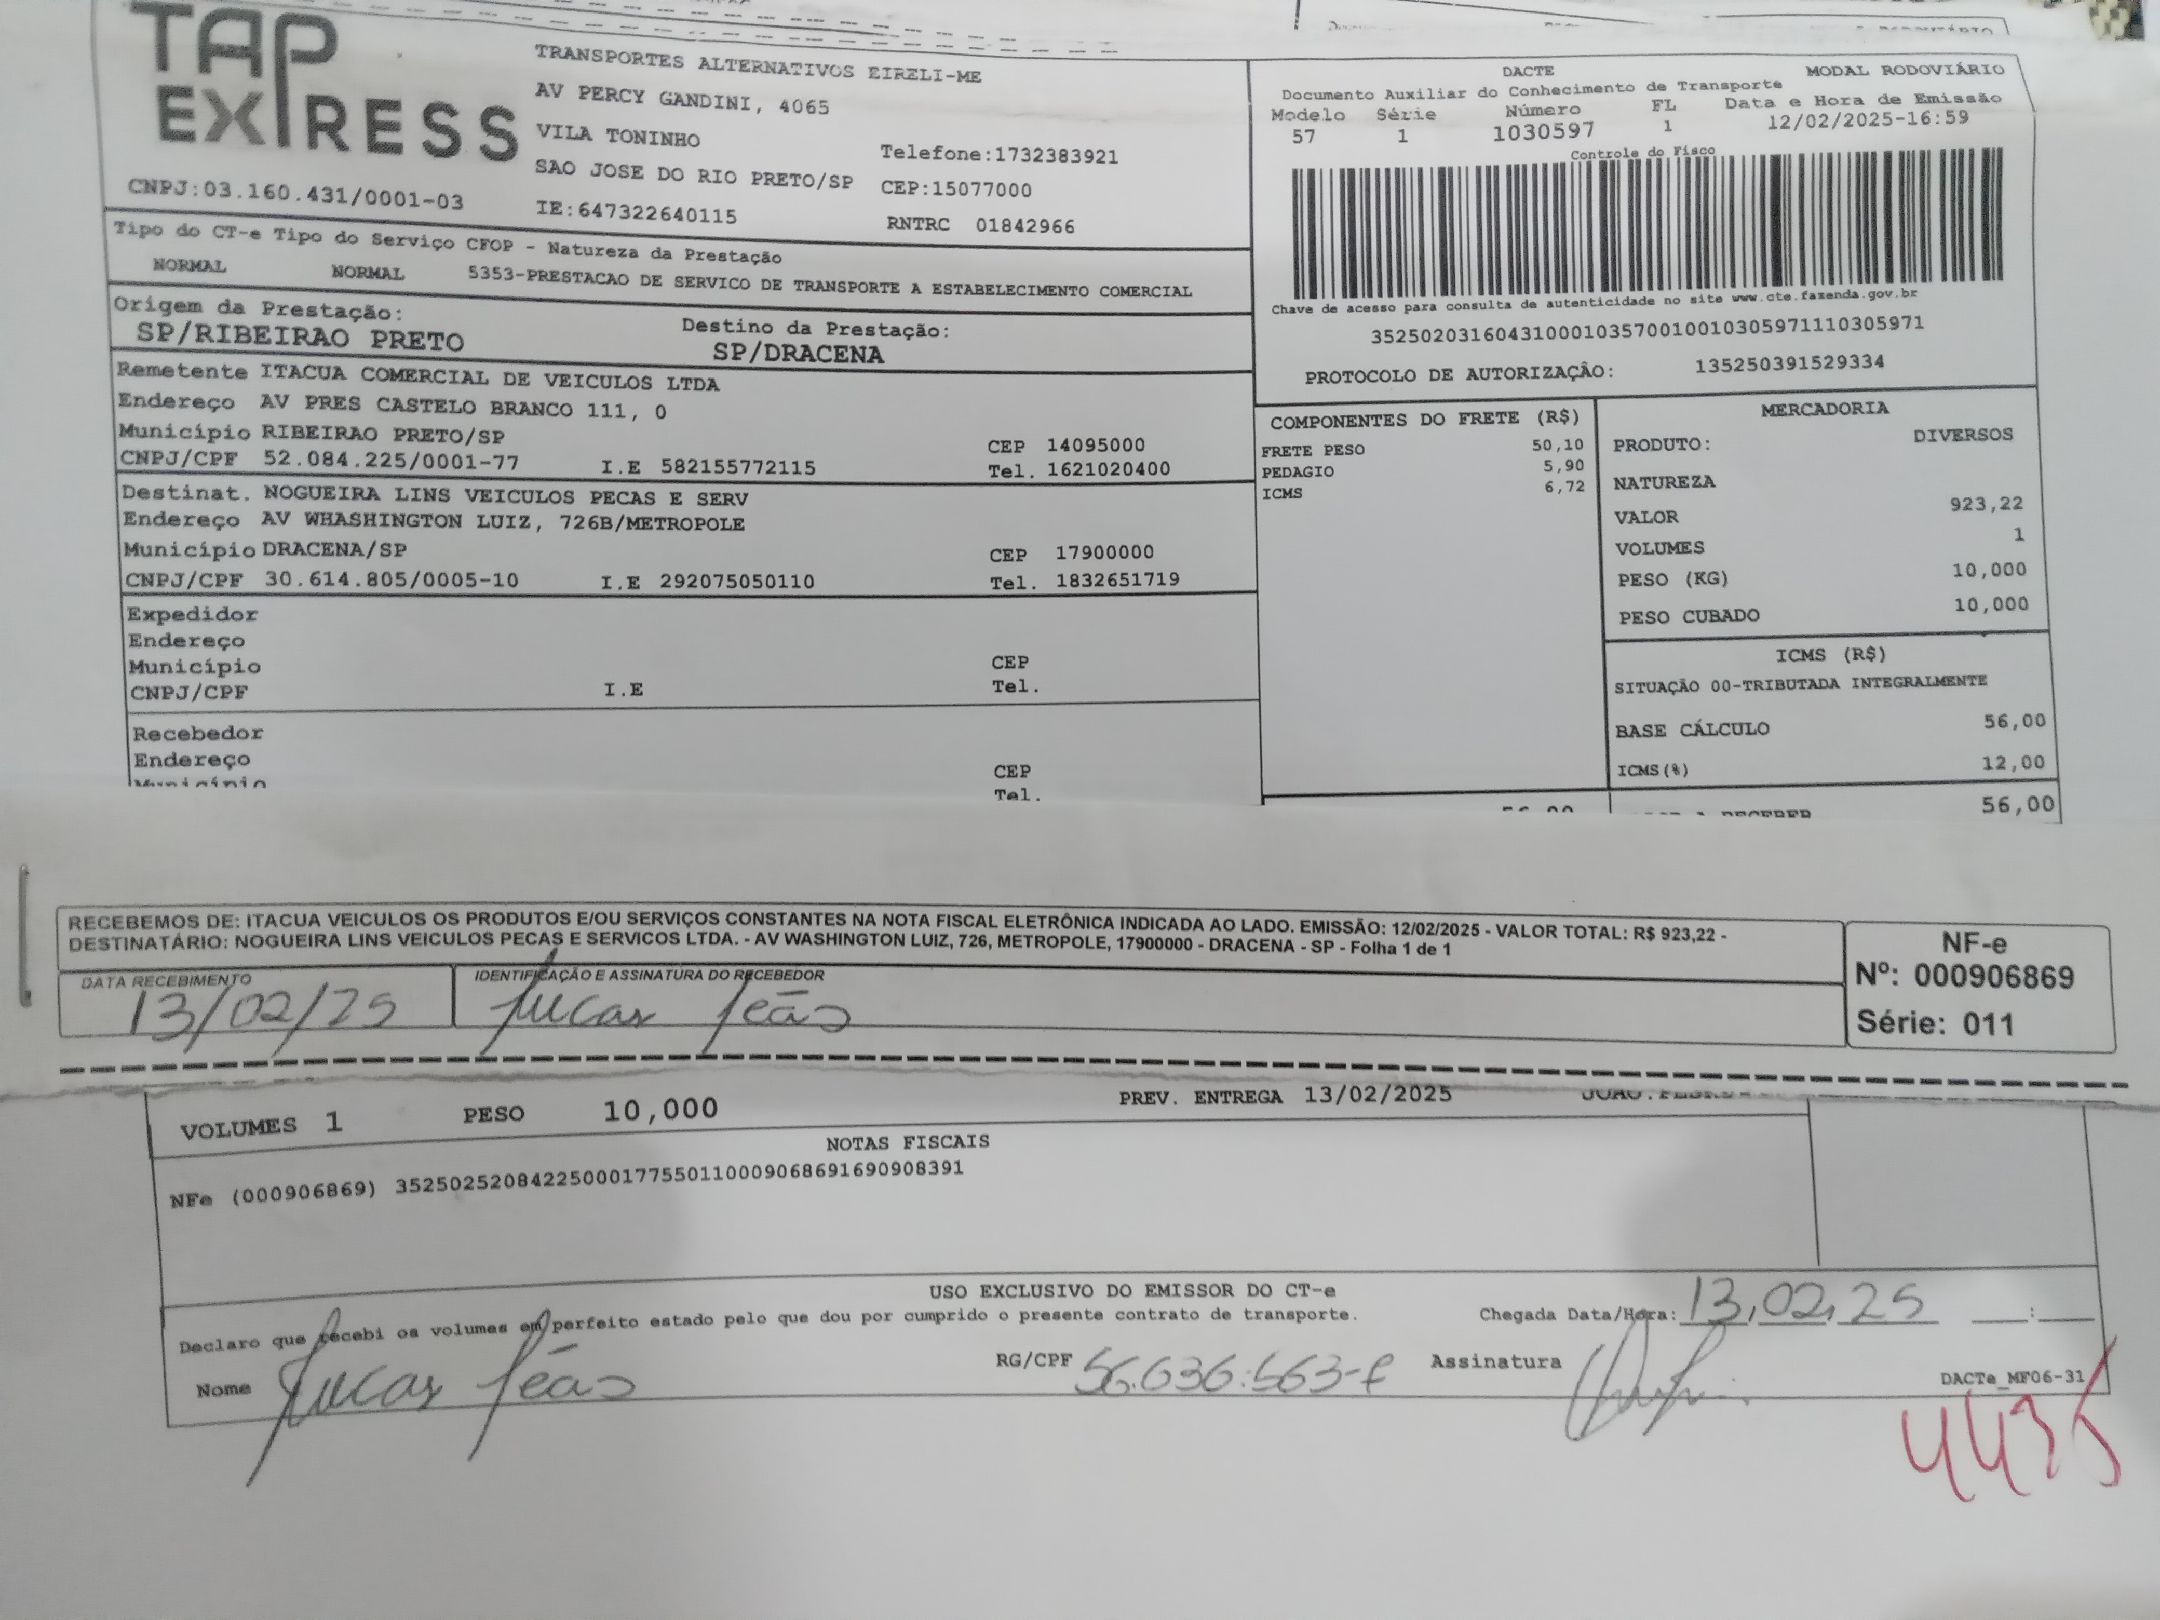 TAP EXPRESS
TRANSPORTES ALTERNATIVOS EIRELI-ME
AV PERCY GANDINI, 4065
VILA TONINHO
Telefone:1732383921
SAO JOSE DO RIO PRETO/SP CEP:15077000
CNPJ:03.160.431/0001-03
IE:647322640115
RNTRC 01842966
DACTE MODAL RODOVIÁRIO
Documento Auxiliar do Conhecimento de Transporte
Modelo Série Número FL Data e Hora de Emissão
57 1 1030597 1 12/02/2025-16:59
Controle do Fisco
Chave de acesso para consulta de autenticidade no site www.cte.fazenda.gov.br
35250203160431000103570010010305971110305971
PROTOCOLO DE AUTORIZAÇÂO: 135250391529334
Tipo do CT-e Tipo do Serviço CFOP - Natureza da Prestação
NORMAL NORMAL 5353-PRESTACAO DE SERVICO DE TRANSPORTE A ESTABELECIMENTO COMERCIAL
Origem da Prestação: Destino da Prestação:
SP/RIBEIRAO PRETO SP/DRACENA
Remetente ITACUA COMERCIAL DE VEICULOS LTDA
Endereço AV PRES CASTELO BRANCO 111, 0
Município RIBEIRAO PRETO/SP CEP 14095000
CNPJ/CPF 52.084.225/0001-77 I.E 582155772115 Tel. 1621020400
Destinat. NOGUEIRA LINS VEICULOS PECAS E SERV
Endereço AV WHASHINGTON LUIZ, 726B/METROPOLE
Município DRACENA/SP CEP 17900000
CNPJ/CPF 30.614.805/0005-10 I.E 292075050110 Tel. 1832651719
Expedidor
Endereço
Município CEP
CNPJ/CPF I.E Tel.
Recebedor
Endereço
Município CEP
Tel.
COMPONENTES DO FRETE (R$)
FRETE PESO 50,10
PEDAGIO 5,90
ICMS 6,72
MERCADORIA
PRODUTO: DIVERSOS
NATUREZA
VALOR 923,22
VOLUMES 1
PESO (KG) 10,000
PESO CUBADO 10,000
ICMS (R$)
SITUAÇÃO 00-TRIBUTADA INTEGRALMENTE
BASE CÁLCULO 56,00
ICMS(%) 12,00
56,00
RECEBEMOS DE: ITACUA VEICULOS OS PRODUTOS E/OU SERVIÇOS CONSTANTES NA NOTA FISCAL ELETRÔNICA INDICADA AO LADO. EMISSÃO: 12/02/2025 - VALOR TOTAL: R$ 923,22 -
DESTINATÁRIO: NOGUEIRA LINS VEICULOS PECAS E SERVICOS LTDA. - AV WASHINGTON LUIZ, 726, METROPOLE, 17900000 - DRACENA - SP - Folha 1 de 1
DATA RECEBIMENTO IDENTIFICAÇÃO E ASSINATURA DO RECEBEDOR
13/02/25 Lucas Leão
NF-e
Nº: 000906869
Série: 011
VOLUMES 1 PESO 10,000 PREV. ENTREGA 13/02/2025
NOTAS FISCAIS
NFe (000906869) 35250252084225000177550110009068691690908391
USO EXCLUSIVO DO EMISSOR DO CT-e
Declaro que recebi os volumes em perfeito estado pelo que dou por cumprido o presente contrato de transporte. Chegada Data/Hora: 13,02,25 :
Nome Lucas Leão RG/CPF Assinatura
DACTe_MF06-31